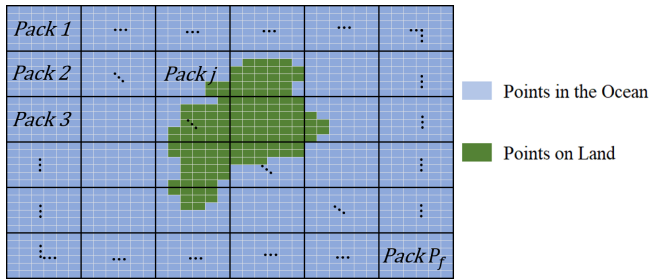 Pack 1 ... ... ... ... ...
Pack 2 Pack j
Pack 3
Points in the Ocean
Points on Land
... ... ... ... ... Pack P_f